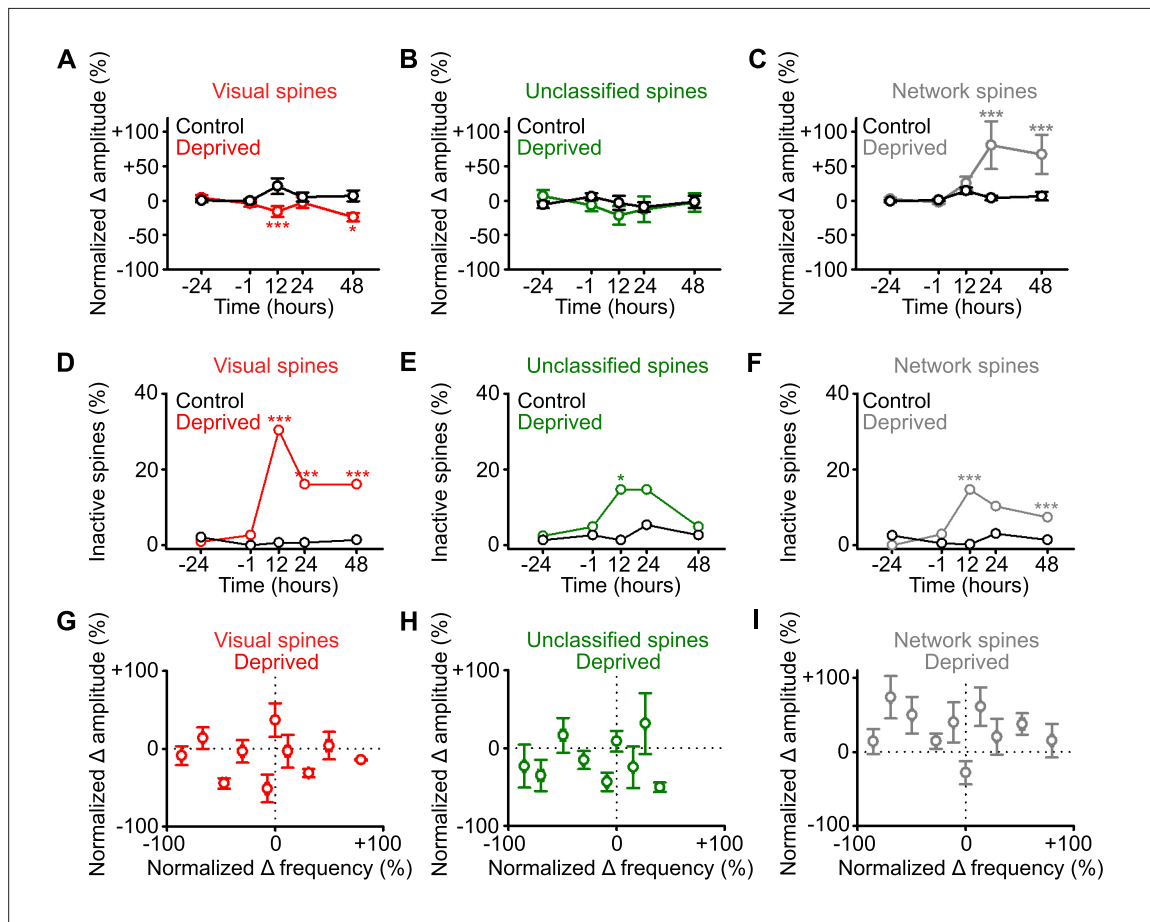 A
Visual spines
Normalized Δ amplitude (%)
Control
Deprived
+100
+50
0
-50
-100
***
*
-24
-1
12
24
48
Time (hours)
B
Unclassified spines
Normalized Δ amplitude (%)
Control
Deprived
+100
+50
0
-50
-100
-24
-1
12
24
48
Time (hours)
C
Network spines
Normalized Δ amplitude (%)
Control
Deprived
+100
+50
0
-50
-100
***
***
-24
-1
12
24
48
Time (hours)
D
Visual spines
Inactive spines (%)
Control
Deprived
40
20
0
***
***
***
-24
-1
12
24
48
Time (hours)
E
Unclassified spines
Inactive spines (%)
Control
Deprived
40
20
0
*
-24
-1
12
24
48
Time (hours)
F
Network spines
Inactive spines (%)
Control
Deprived
40
20
0
***
***
-24
-1
12
24
48
Time (hours)
G
Visual spines
Deprived
Normalized Δ amplitude (%)
+100
0
-100
-100
0
+100
Normalized Δ frequency (%)
H
Unclassified spines
Deprived
Normalized Δ amplitude (%)
+100
0
-100
-100
0
+100
Normalized Δ frequency (%)
I
Network spines
Deprived
Normalized Δ amplitude (%)
+100
0
-100
-100
0
+100
Normalized Δ frequency (%)